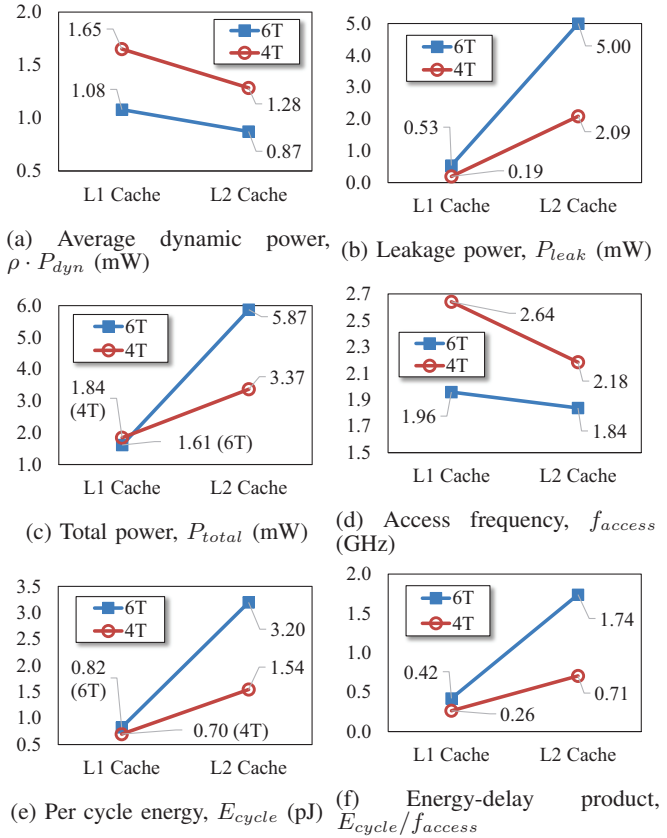 2.0
1.5
1.0
0.5
1.65
1.08
6T
4T
1.28
0.87
L1 Cache L2 Cache
(a) Average dynamic power,
ρ · P_dyn (mW)
5.0
4.0
3.0
2.0
1.0
0.0
6T
4T
5.00
0.53
2.09
0.19
L1 Cache L2 Cache
(b) Leakage power, P_leak (mW)
6.0
5.0
4.0
3.0
2.0
1.0
6T
4T
5.87
3.37
1.84
(4T)
1.61 (6T)
L1 Cache L2 Cache
(c) Total power, P_total (mW)
2.7
2.5
2.3
2.1
1.9
1.7
1.5
2.64
6T
4T
2.18
1.96
1.84
L1 Cache L2 Cache
(d) Access frequency, f_access
(GHz)
3.5
3.0
2.5
2.0
1.5
1.0
0.5
6T
4T
3.20
0.82
(6T)
1.54
0.70 (4T)
L1 Cache L2 Cache
(e) Per cycle energy, E_cycle (pJ)
2.0
1.5
1.0
0.5
0.0
6T
4T
1.74
0.42
0.71
0.26
L1 Cache L2 Cache
(f) Energy-delay product,
E_cycle/f_access